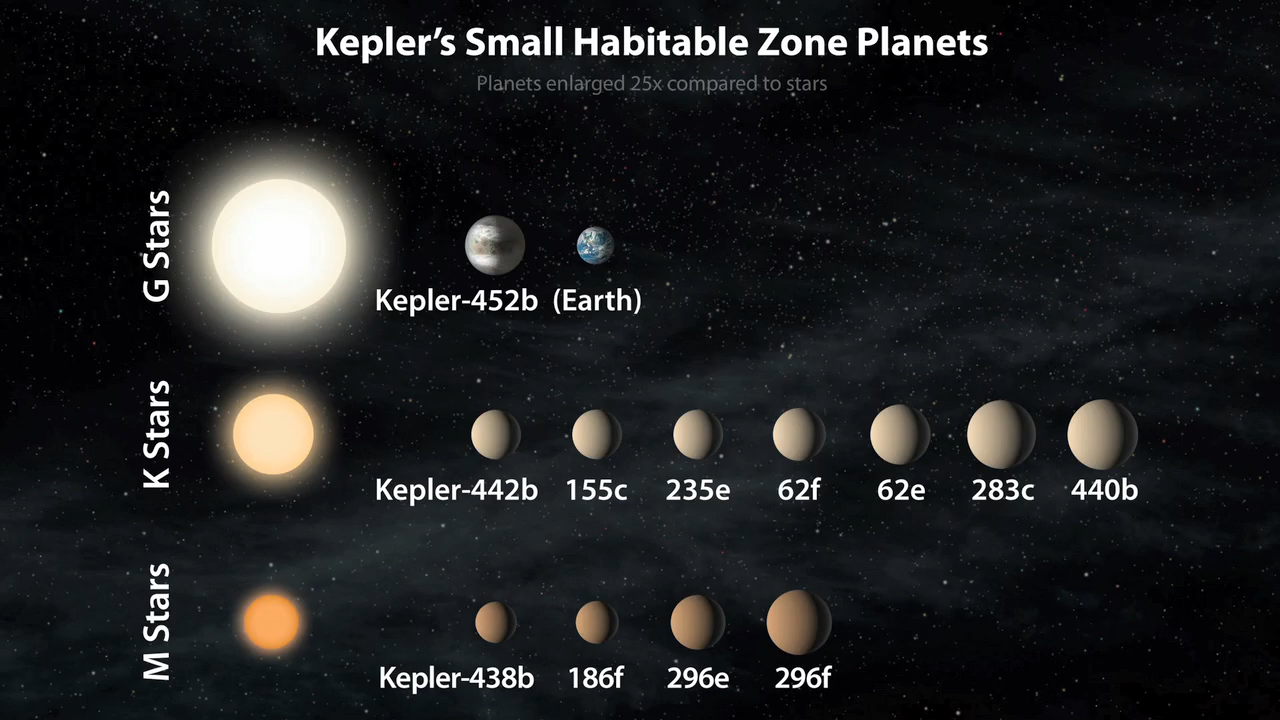 Kepler’s Small Habitable Zone Planets
Planets enlarged 25x compared to stars
G Stars
Kepler-452b (Earth)
K Stars
Kepler-442b 155c 235e 62f 62e 283c 440b
M Stars
Kepler-438b 186f 296e 296f